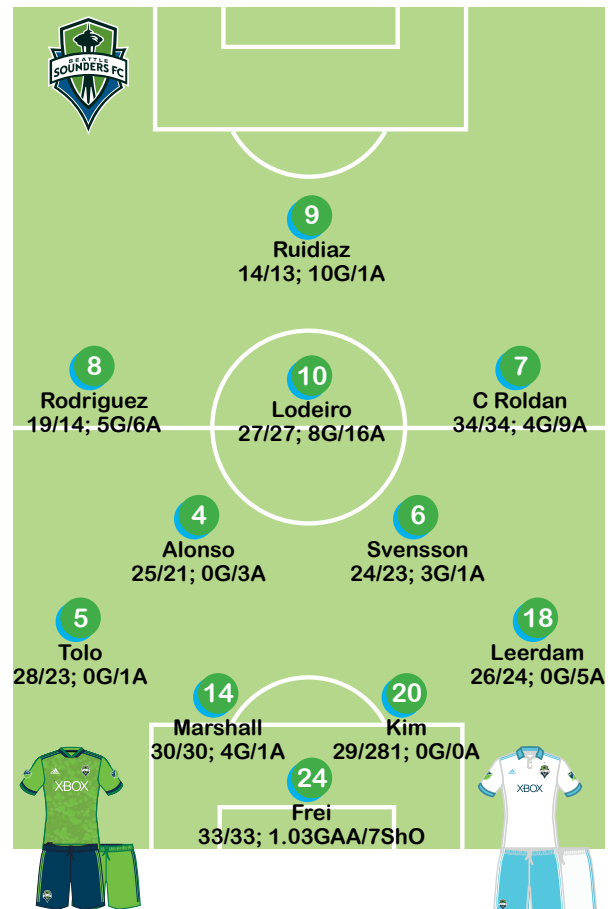 SEATTLE
SOUNDERS FC
9
Ruidiaz
14/13; 10G/1A
8
Rodriguez
19/14; 5G/6A
10
Lodeiro
27/27; 8G/16A
7
C Roldan
34/34; 4G/9A
4
Alonso
25/21; 0G/3A
6
Svensson
24/23; 3G/1A
5
Tolo
28/23; 0G/1A
18
Leerdam
26/24; 0G/5A
14
Marshall
30/30; 4G/1A
20
Kim
29/281; 0G/0A
24
Frei
33/33; 1.03GAA/7ShO
XBOX
XBOX